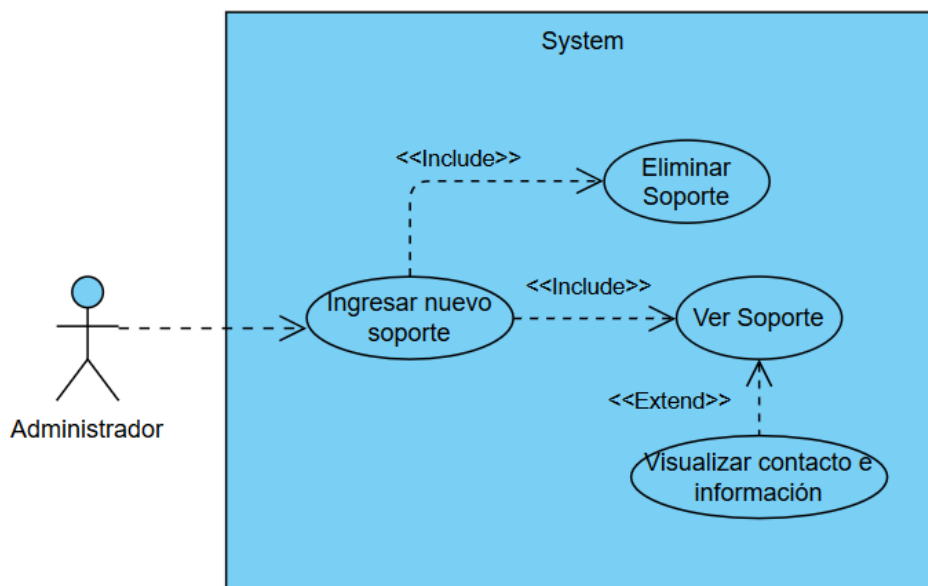 System
<<Include>>
Eliminar
Soporte
Ingresar nuevo
soporte
<<Include>>
Ver Soporte
<<Extend>>
Visualizar contacto e
información
Administrador